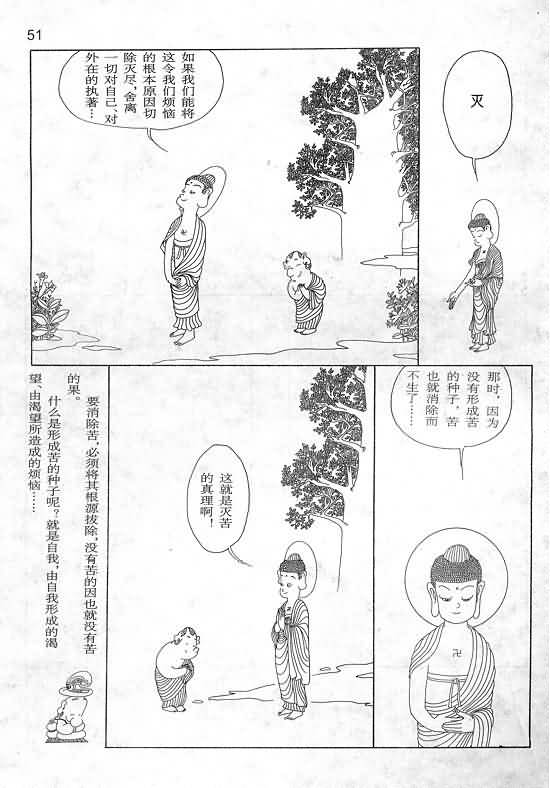 51
灭
如果我们能将
这令我们烦恼
的根本原因切
除灭尽，舍离
一切对自己、对
外在的执著…
那时，因为
没有形成苦
的种子，苦
也就消除而
不生了……
这就是灭苦
的真理啊！
要消除苦，必须将其根源拔除，没有苦的因也就没有苦
的果。
什么是形成苦的种子呢？就是自我，由自我形成的渴
望、由渴望所造成的烦恼……
卍